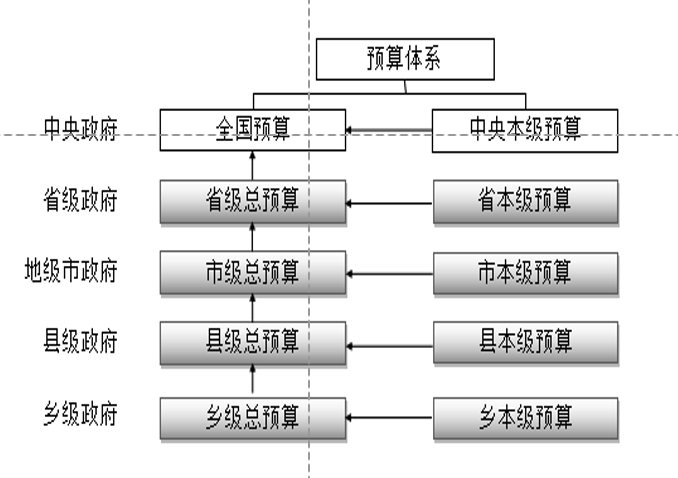 预算体系
中央政府 全国预算 中央本级预算
省级政府 省级总预算 省本级预算
地级市政府 市级总预算 市本级预算
县级政府 县级总预算 县本级预算
乡级政府 乡级总预算 乡本级预算